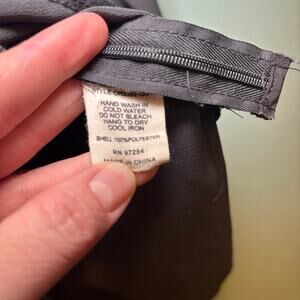 HAND WASH IN
COLD WATER
DO NOT BLEACH
HANG TO DRY
COOL IRON
SHELL :100%POLYESTER
RN 97254
MADE IN CHINA